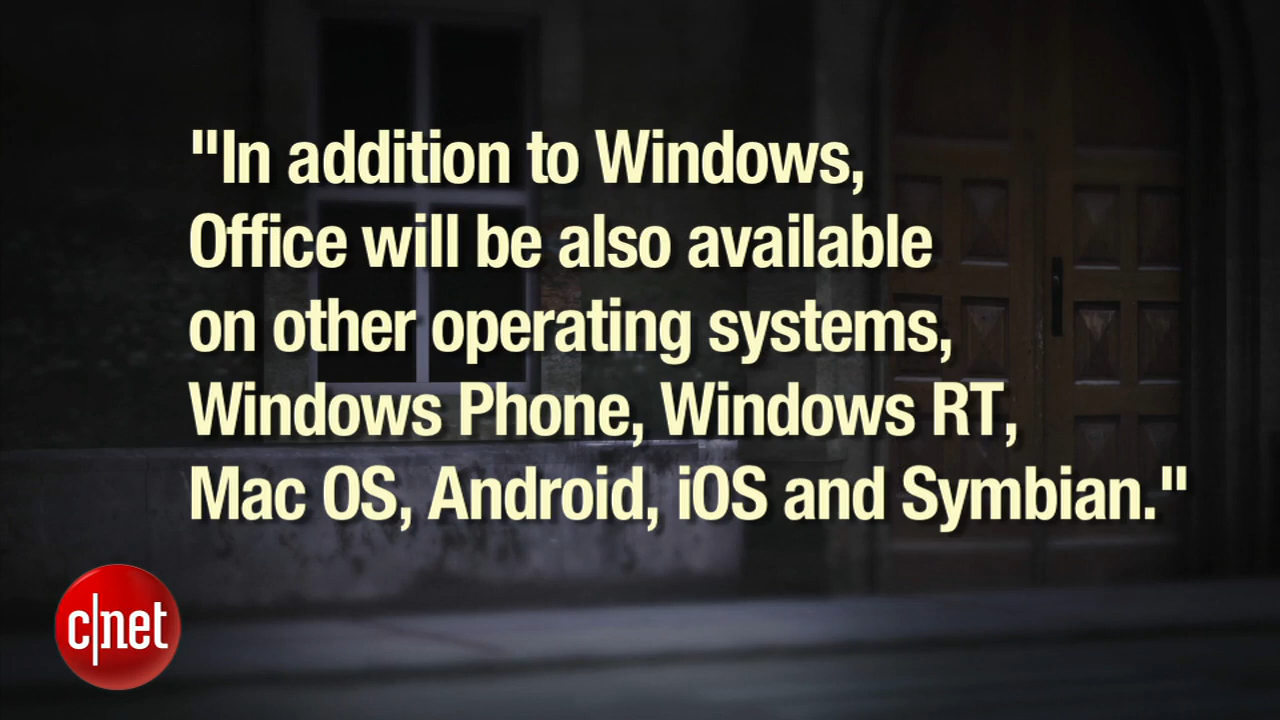 "In addition to Windows,
Office will be also available
on other operating systems,
Windows Phone, Windows RT,
Mac OS, Android, iOS and Symbian."
c|net